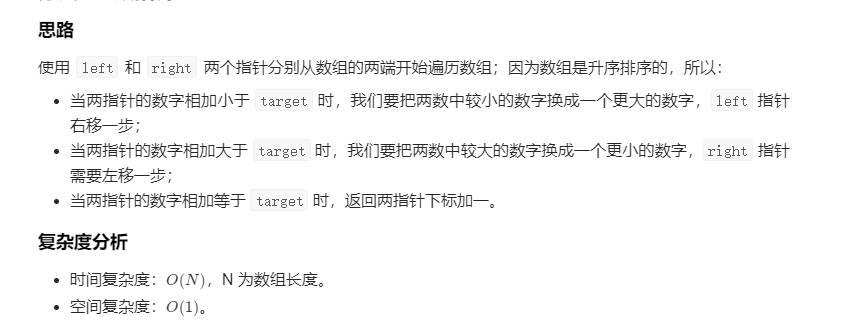 思路
使用 left 和 right 两个指针分别从数组的两端开始遍历数组；因为数组是升序排序的，所以：
• 当两指针的数字相加小于 target 时，我们要把两数中较小的数字换成一个更大的数字，left 指针
右移一步；
• 当两指针的数字相加大于 target 时，我们要把两数中较大的数字换成一个更小的数字，right 指针
需要左移一步；
• 当两指针的数字相加等于 target 时，返回两指针下标加一。
复杂度分析
• 时间复杂度：O(N)，N 为数组长度。
• 空间复杂度：O(1)。